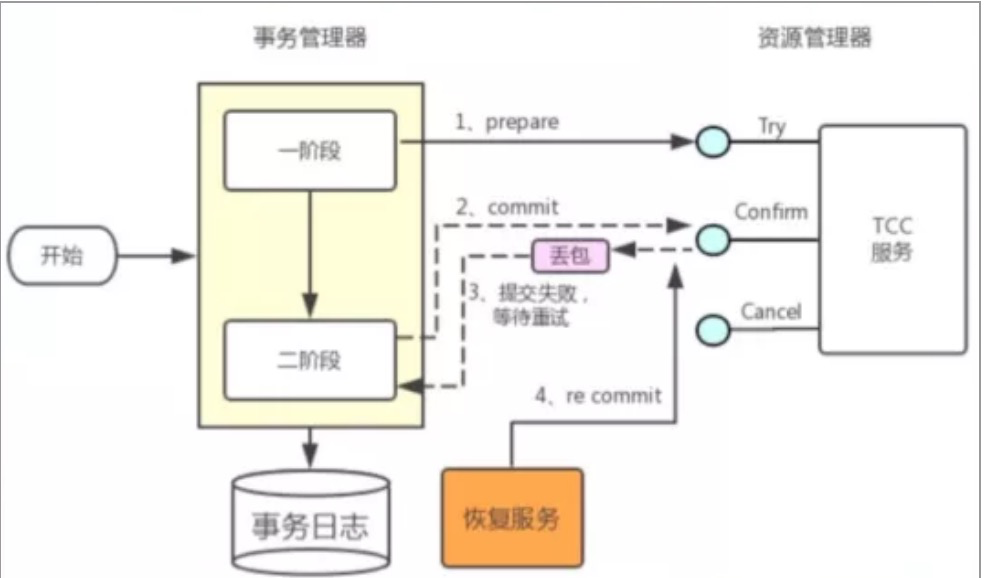 事务管理器
资源管理器
一阶段
1、prepare
Try
2、commit
Confirm
TCC
服务
开始
丢包
3、提交失败，
等待重试
Cancel
二阶段
4、re commit
事务日志
恢复服务